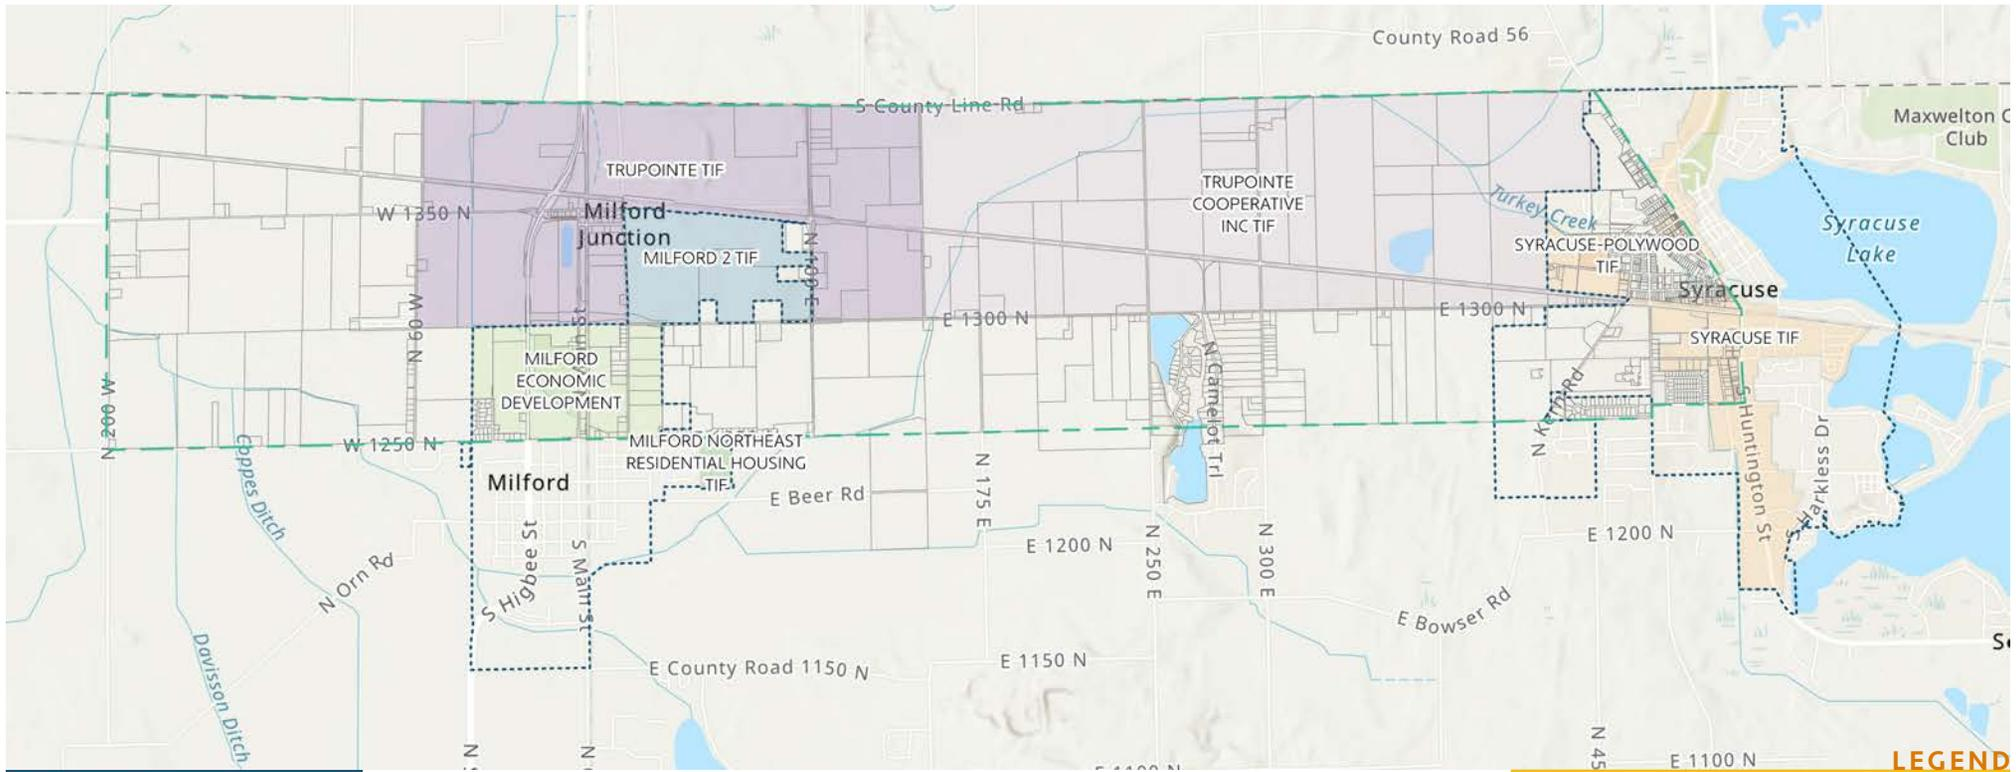 County Road 56
S County Line Rd
Maxwelton
Club
TRUPOINTE TIF
TRUPOINTE
COOPERATIVE
INC TIF
W 1350 N
Milford
Junction
Turkey Creek
Syracuse
Lake
MILFORD 2 TIF
N 100 E
SYRACUSE-POLYWOOD
TIF
Syracuse
E 1300 N
E 1300 N
N 60 W
SYRACUSE TIF
MILFORD
ECONOMIC
DEVELOPMENT
N Camelot Trl
N 200 W
N Kern Rd
S Huntington St
W 1250 N
MILFORD NORTHEAST
RESIDENTIAL HOUSING
TIF
Coppes Ditch
Milford
E Beer Rd
N 175 E
S Harkless Dr
S Higbee St
S Main St
E 1200 N
N 250 E
N 300 E
E 1200 N
N Orn Rd
E Bowser Rd
Davisson Ditch
E County Road 1150 N
E 1150 N
N 45
E 1100 N
LEGEND